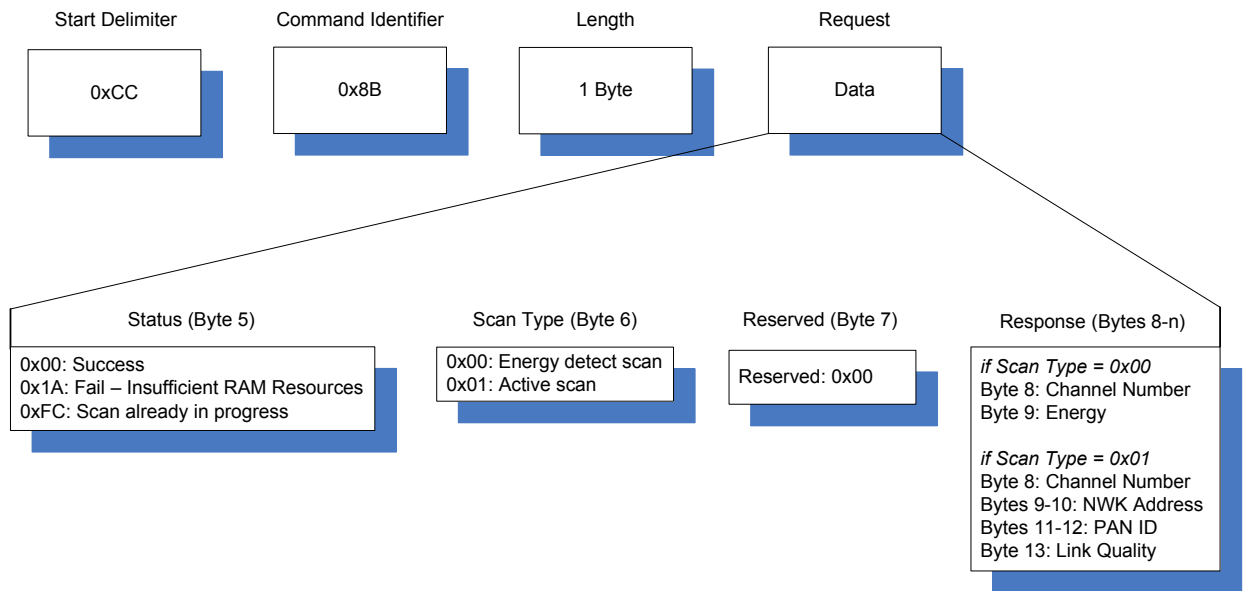 Start Delimiter
Command Identifier
Length
Request
0xCC
0x8B
1 Byte
Data
Status (Byte 5)
0x00: Success
0x1A: Fail – Insufficient RAM Resources
0xFC: Scan already in progress
Scan Type (Byte 6)
0x00: Energy detect scan
0x01: Active scan
Reserved (Byte 7)
Reserved: 0x00
Response (Bytes 8-n)
if Scan Type = 0x00
Byte 8: Channel Number
Byte 9: Energy
if Scan Type = 0x01
Byte 8: Channel Number
Bytes 9-10: NWK Address
Bytes 11-12: PAN ID
Byte 13: Link Quality